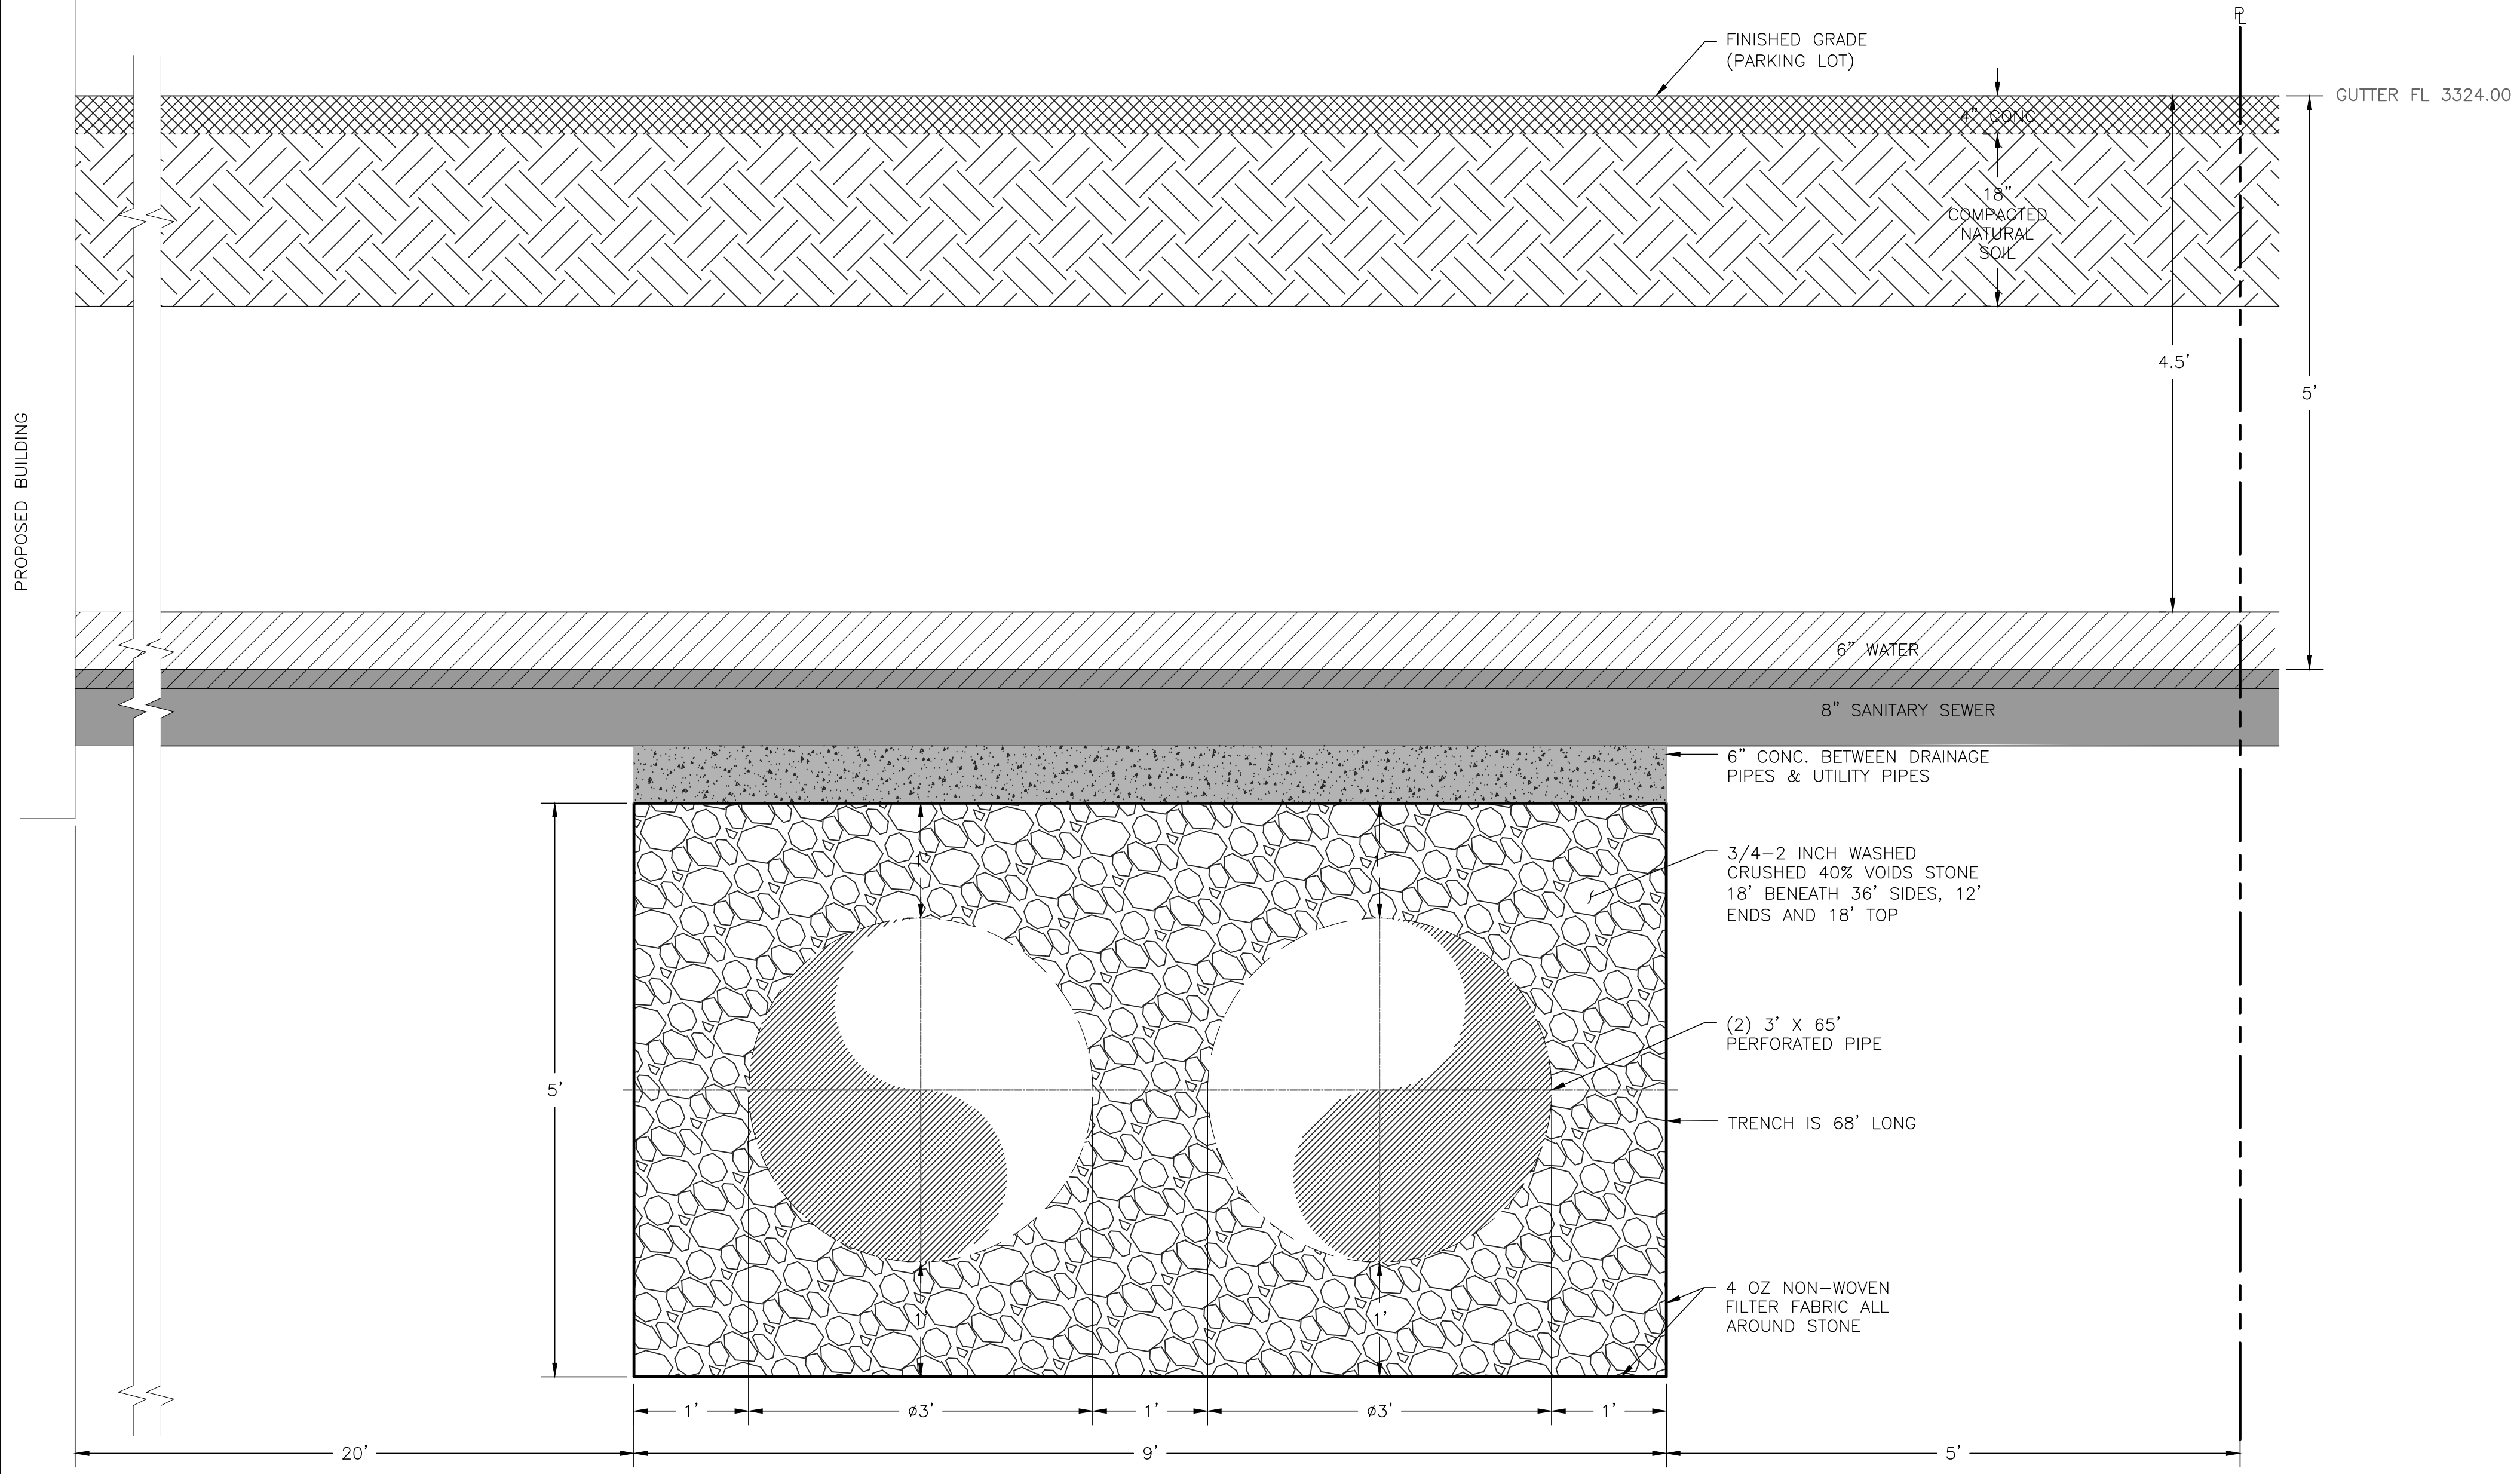 PL
FINISHED GRADE
(PARKING LOT)
GUTTER FL 3324.00
4" CONC
18"
COMPACTED
NATURAL
SOIL
4.5'
5'
PROPOSED BUILDING
6" WATER
8" SANITARY SEWER
6" CONC. BETWEEN DRAINAGE
PIPES & UTILITY PIPES
3/4-2 INCH WASHED
CRUSHED 40% VOIDS STONE
18' BENEATH 36' SIDES, 12'
ENDS AND 18' TOP
1'
1'
(2) 3' X 65'
PERFORATED PIPE
5'
TRENCH IS 68' LONG
4 OZ NON-WOVEN
FILTER FABRIC ALL
AROUND STONE
1'
1'
1'
ø3'
1'
ø3'
1'
20'
9'
5'